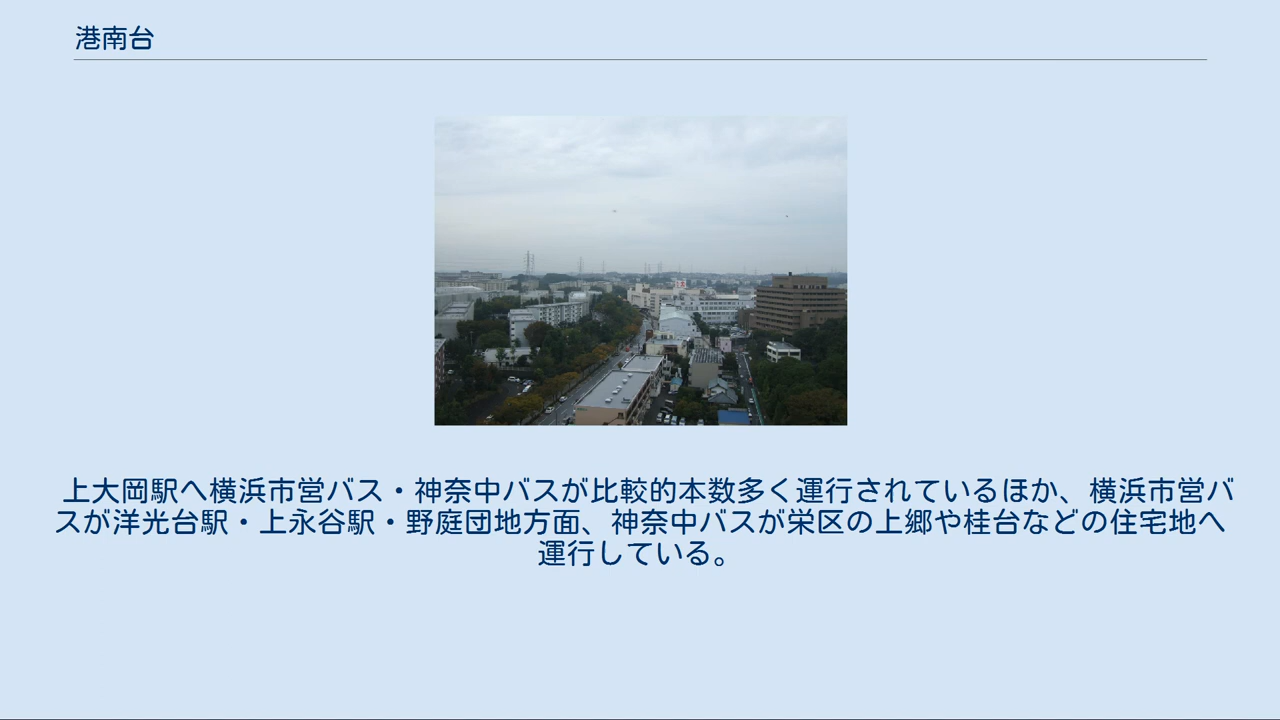 港南台
上大岡駅へ横浜市営バス・神奈中バスが比較的本数多く運行されているほか、横浜市営バ
スが洋光台駅・上永谷駅・野庭団地方面、神奈中バスが栄区の上郷や桂台などの住宅地へ
運行している。